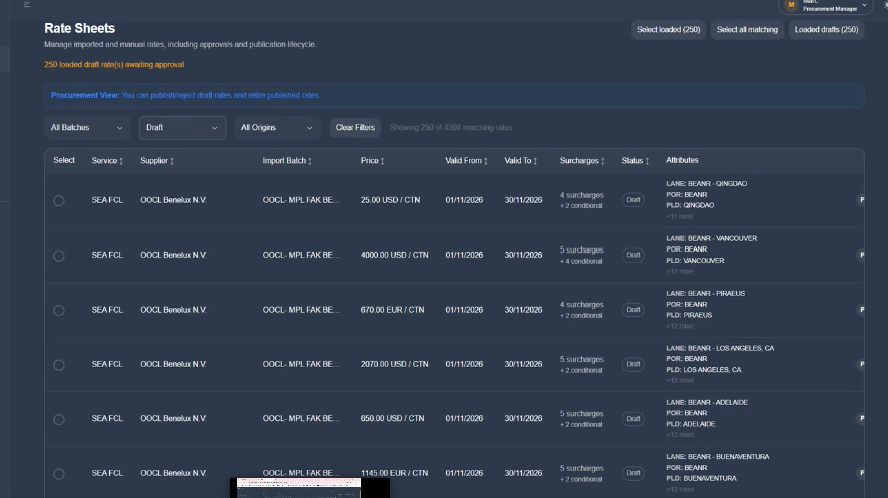 M
Procurement Manager
Rate Sheets
Manage imported and manual rates, including approvals and publication lifecycle.
Select loaded (250)
Select all matching
Loaded drafts (250)
250 loaded draft rate(s) awaiting approval
Procurement View: You can publish/reject draft rates and retire published rates.
All Batches
Draft
All Origins
Clear Filters
Showing 250 of 4308 matching rates
Select Service Supplier Import Batch Price Valid From Valid To Surcharges Status Attributes
SEA FCL OOCL Benelux N.V. OOCL- MPL FAK BE... 25.00 USD / CTN 01/11/2026 30/11/2026 4 surcharges + 2 conditional Draft
LANE: BEANR - QINGDAO
POR: BEANR
PLD: QINGDAO
+11 more
SEA FCL OOCL Benelux N.V. OOCL- MPL FAK BE... 4000.00 USD / CTN 01/11/2026 30/11/2026 5 surcharges + 4 conditional Draft
LANE: BEANR - VANCOUVER
POR: BEANR
PLD: VANCOUVER
+12 more
SEA FCL OOCL Benelux N.V. OOCL- MPL FAK BE... 670.00 EUR / CTN 01/11/2026 30/11/2026 4 surcharges + 2 conditional Draft
LANE: BEANR - PIRAEUS
POR: BEANR
PLD: PIRAEUS
+12 more
SEA FCL OOCL Benelux N.V. OOCL- MPL FAK BE... 2070.00 USD / CTN 01/11/2026 30/11/2026 5 surcharges + 2 conditional Draft
LANE: BEANR - LOS ANGELES, CA
POR: BEANR
PLD: LOS ANGELES, CA
+12 more
SEA FCL OOCL Benelux N.V. OOCL- MPL FAK BE... 650.00 USD / CTN 01/11/2026 30/11/2026 5 surcharges + 2 conditional Draft
LANE: BEANR - ADELAIDE
POR: BEANR
PLD: ADELAIDE
+12 more
SEA FCL OOCL Benelux N.V. OOCL- MPL FAK BE... 1145.00 EUR / CTN 01/11/2026 30/11/2026 5 surcharges + 2 conditional Draft
LANE: BEANR - BUENAVENTURA
POR: BEANR
PLD: BUENAVENTURA
+12 more